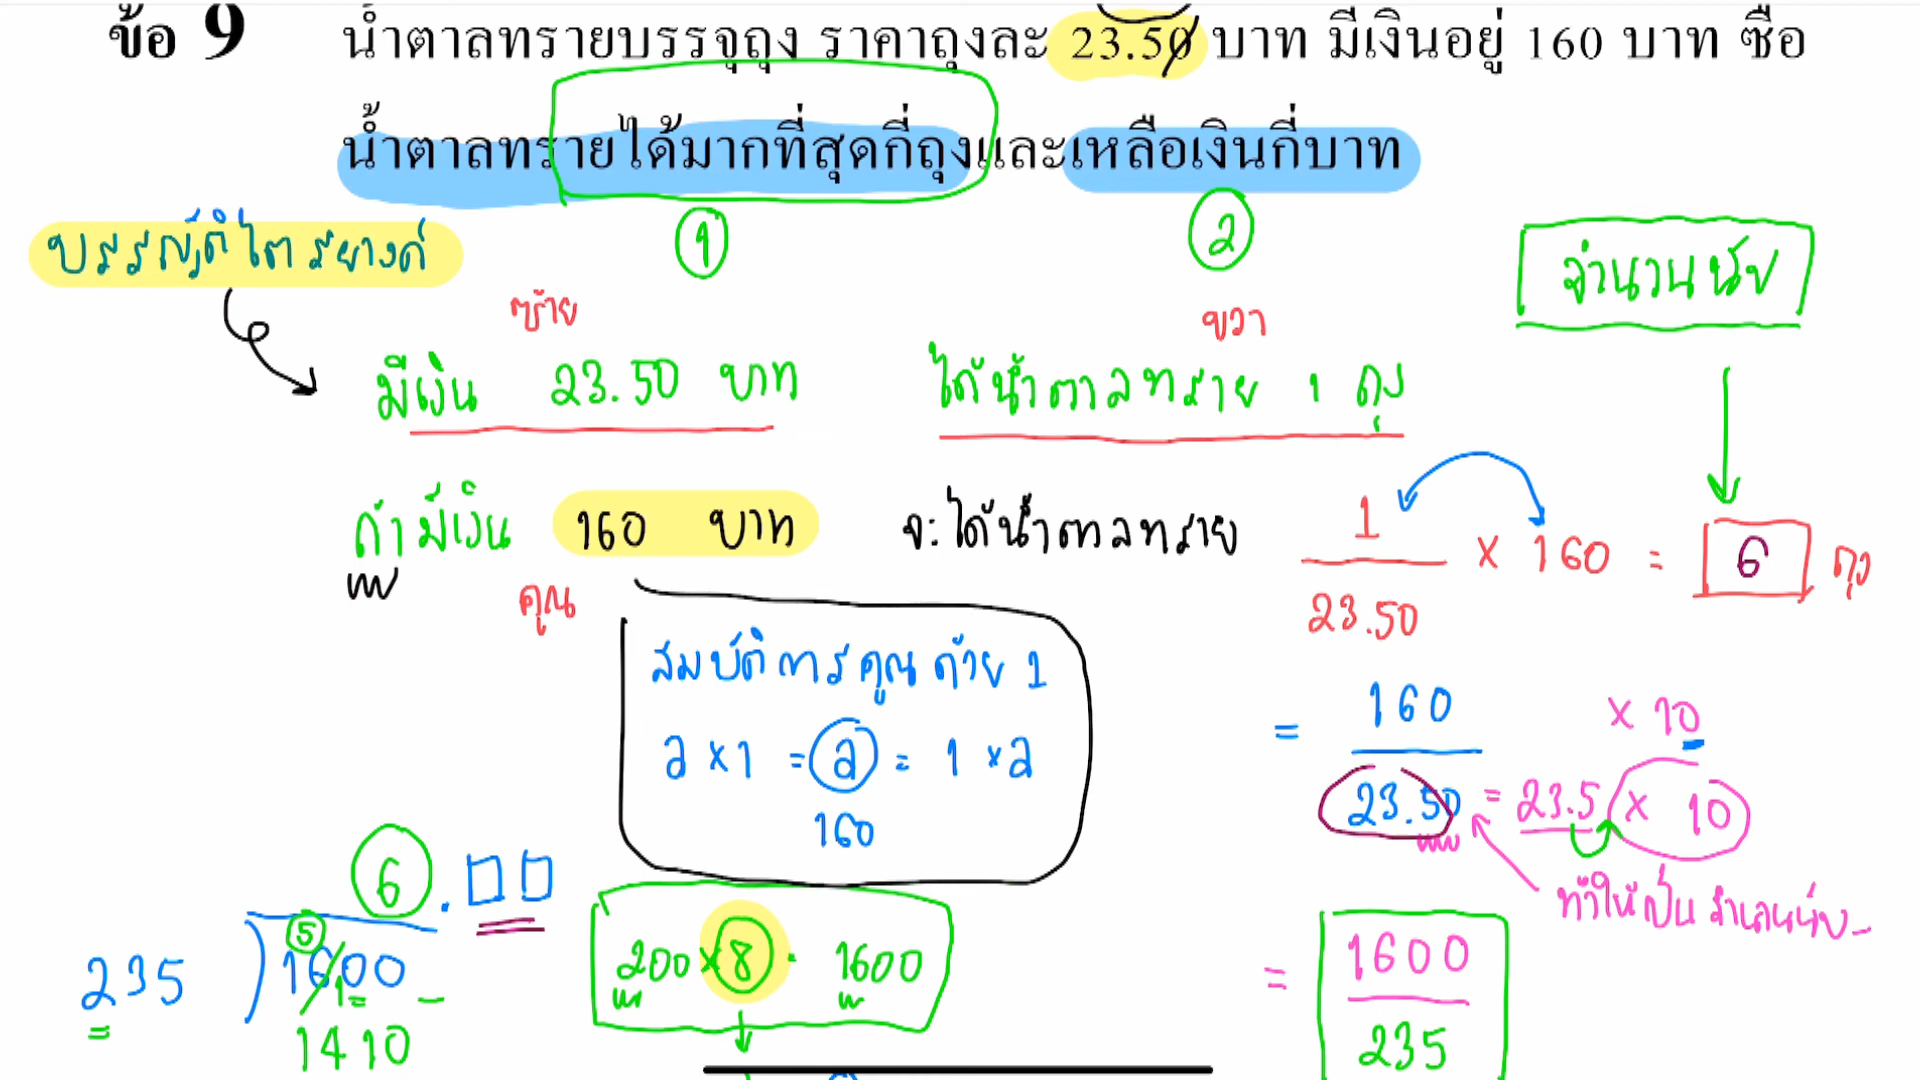 ข้อ 9 น้ำตาลทรายบรรจุถุง ราคาถุงละ 23.50 บาท มีเงินอยู่ 160 บาท ซื้อ
น้ำตาลทรายได้มากที่สุดกี่ถุงและเหลือเงินกี่บาท
1 2
บรรญัติไตรยางค์
จำนวนนับ
ซ้าย ขวา
มีเงิน 23.50 บาท ได้น้ำตาลทราย 1 ถุง
ถ้ามีเงิน 160 บาท จะได้น้ำตาลทราย 1/23.50 × 160 = 6 ถุง
คูณ
สมบัติการคูณด้วย 1
a × 1 = a = 1 × a
160
= 160/23.50 × 10
= 23.5 × 10
ทำให้เป็นจำนวนนับ
6.
5
235 1600
1
1410
200 × 8 = 1600
= 1600/235